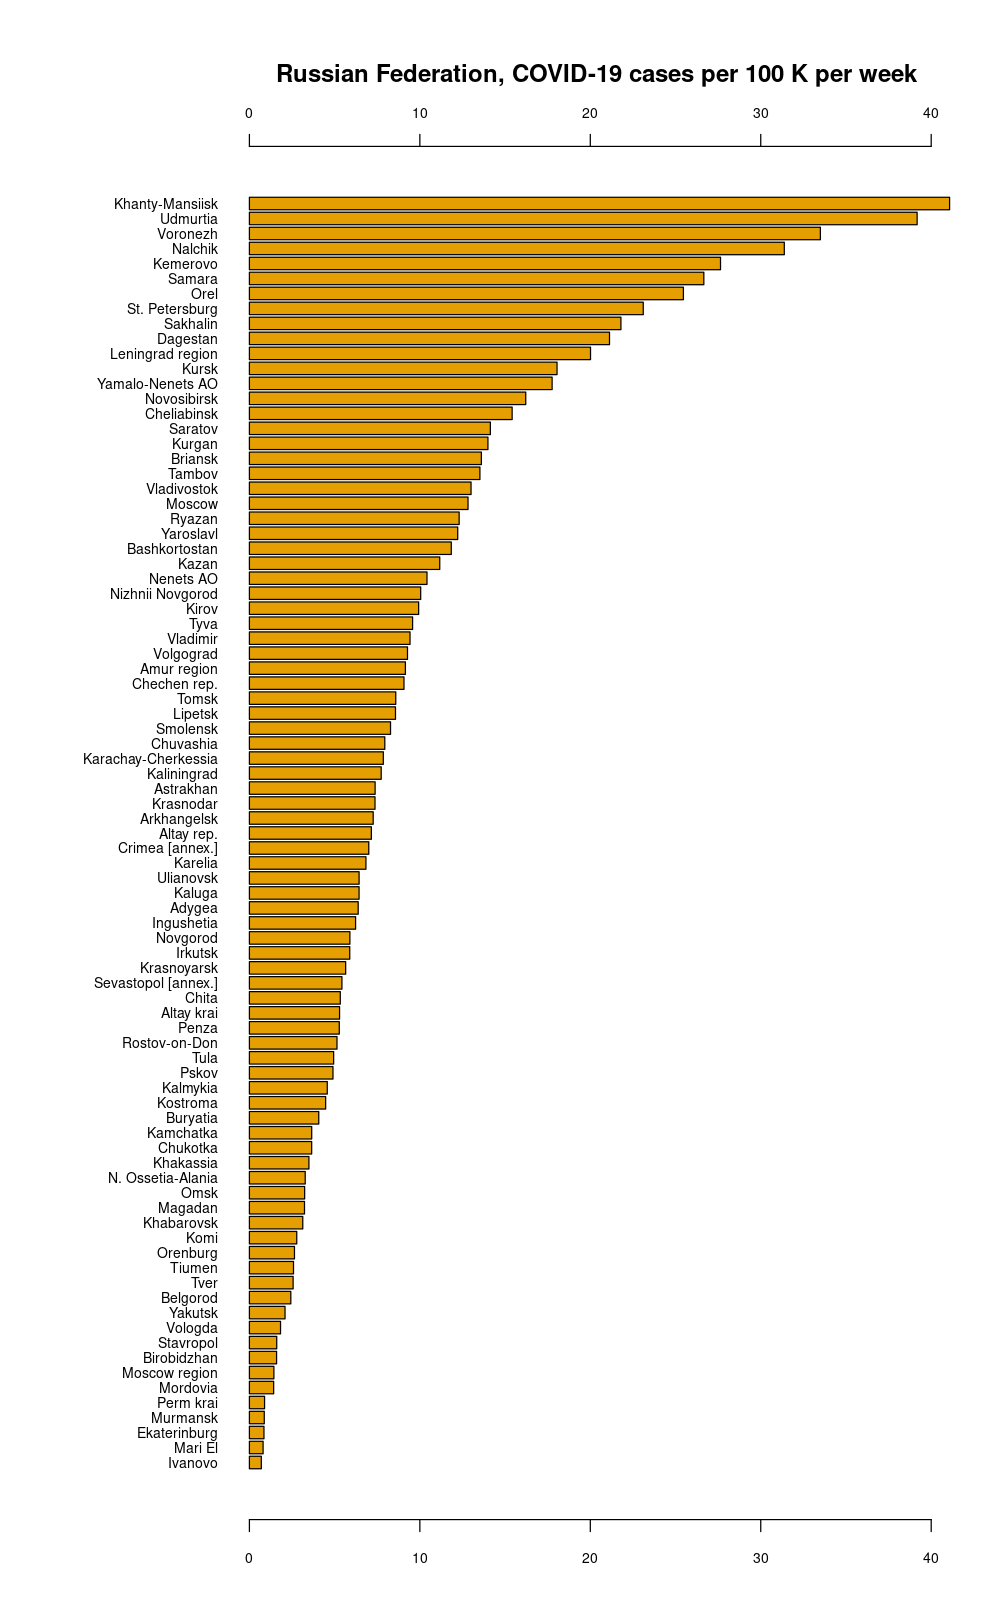 Russian Federation, COVID-19 cases per 100 K per week
0 10 20 30 40
Khanty-Mansiisk
Udmurtia
Voronezh
Nalchik
Kemerovo
Samara
Orel
St. Petersburg
Sakhalin
Dagestan
Leningrad region
Kursk
Yamalo-Nenets AO
Novosibirsk
Cheliabinsk
Saratov
Kurgan
Briansk
Tambov
Vladivostok
Moscow
Ryazan
Yaroslavl
Bashkortostan
Kazan
Nenets AO
Nizhnii Novgorod
Kirov
Tyva
Vladimir
Volgograd
Amur region
Chechen rep.
Tomsk
Lipetsk
Smolensk
Chuvashia
Karachay-Cherkessia
Kaliningrad
Astrakhan
Krasnodar
Arkhangelsk
Altay rep.
Crimea [annex.]
Karelia
Ulianovsk
Kaluga
Adygea
Ingushetia
Novgorod
Irkutsk
Krasnoyarsk
Sevastopol [annex.]
Chita
Altay krai
Penza
Rostov-on-Don
Tula
Pskov
Kalmykia
Kostroma
Buryatia
Kamchatka
Chukotka
Khakassia
N. Ossetia-Alania
Omsk
Magadan
Khabarovsk
Komi
Orenburg
Tiumen
Tver
Belgorod
Yakutsk
Vologda
Stavropol
Birobidzhan
Moscow region
Mordovia
Perm krai
Murmansk
Ekaterinburg
Mari El
Ivanovo
0 10 20 30 40